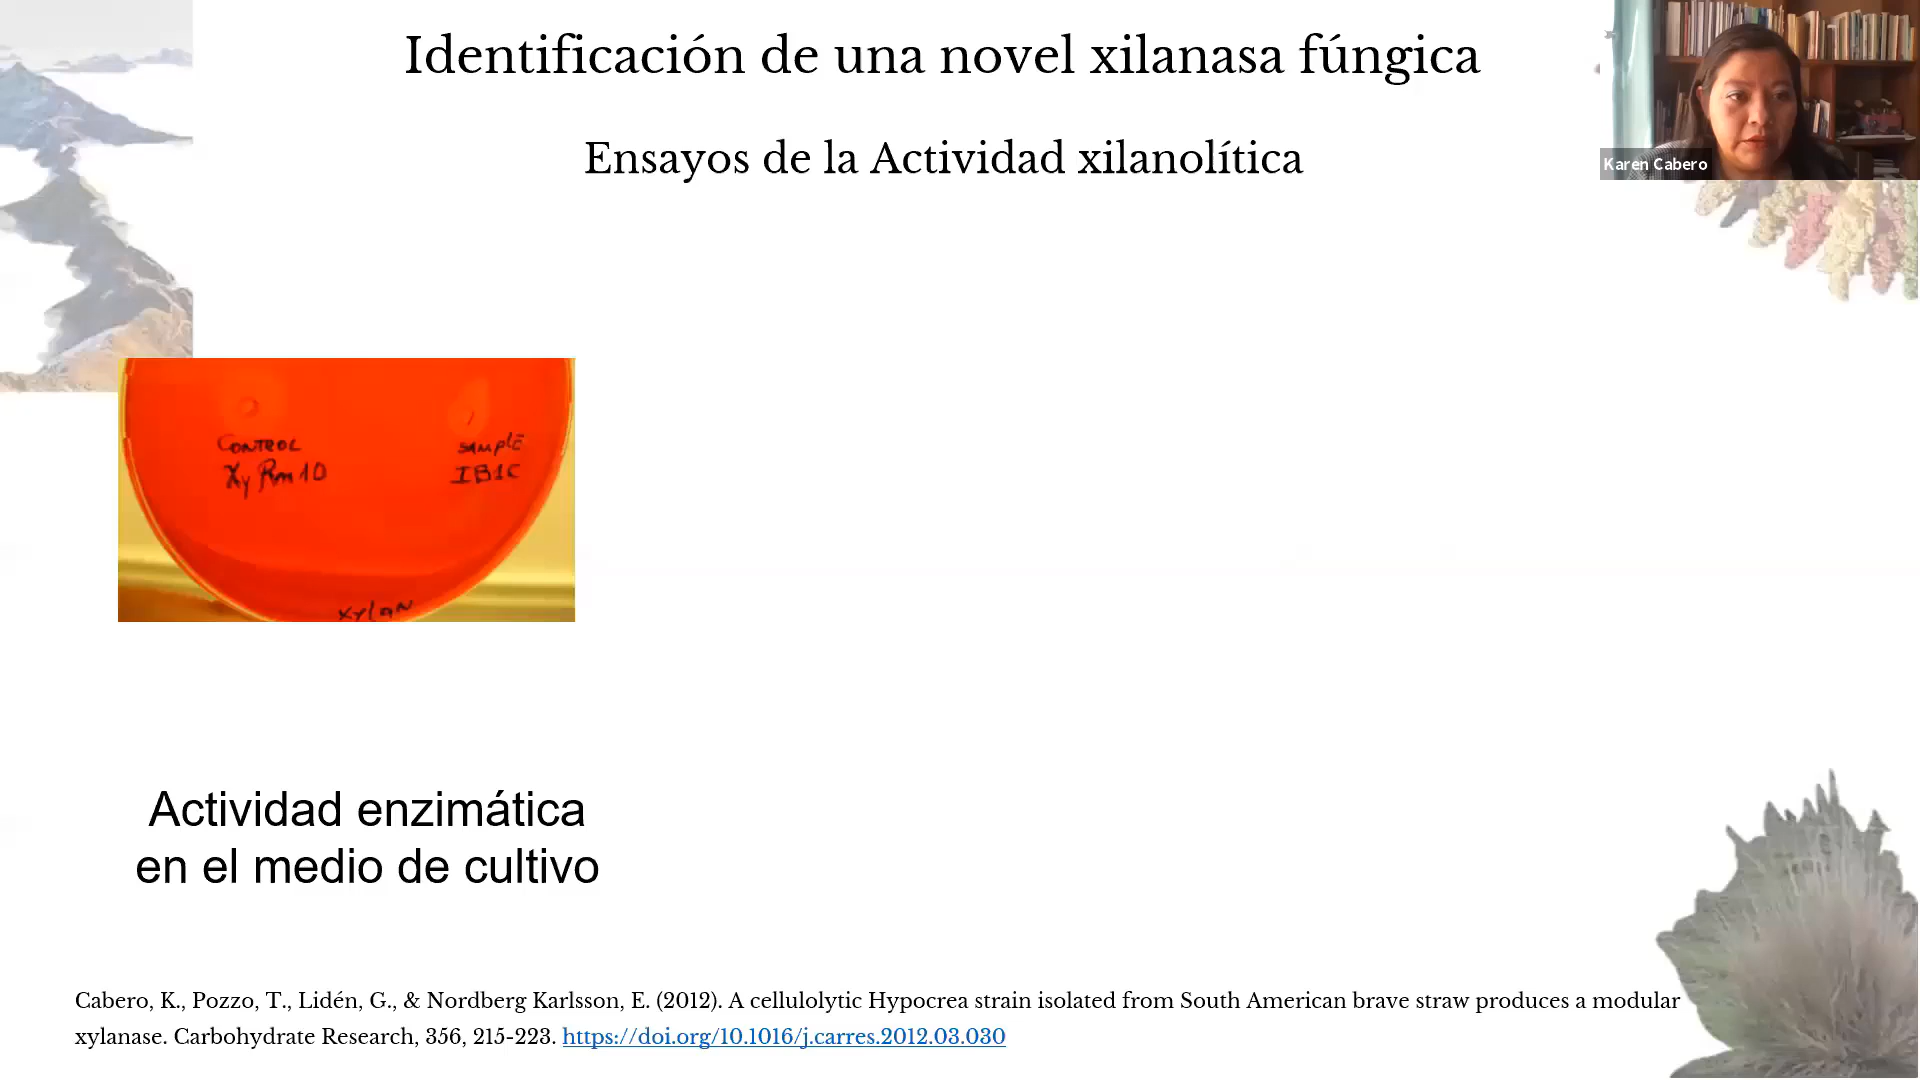 Identificación de una novel xilanasa fúngica
Ensayos de la Actividad xilanolítica
Karen Cabero
CONTROL
XyRm10
SAMPLE
IB1C
xylan
Actividad enzimática
en el medio de cultivo
Cabero, K., Pozzo, T., Lidén, G., & Nordberg Karlsson, E. (2012). A cellulolytic Hypocrea strain isolated from South American brave straw produces a modular
xylanase. Carbohydrate Research, 356, 215-223. https://doi.org/10.1016/j.carres.2012.03.030